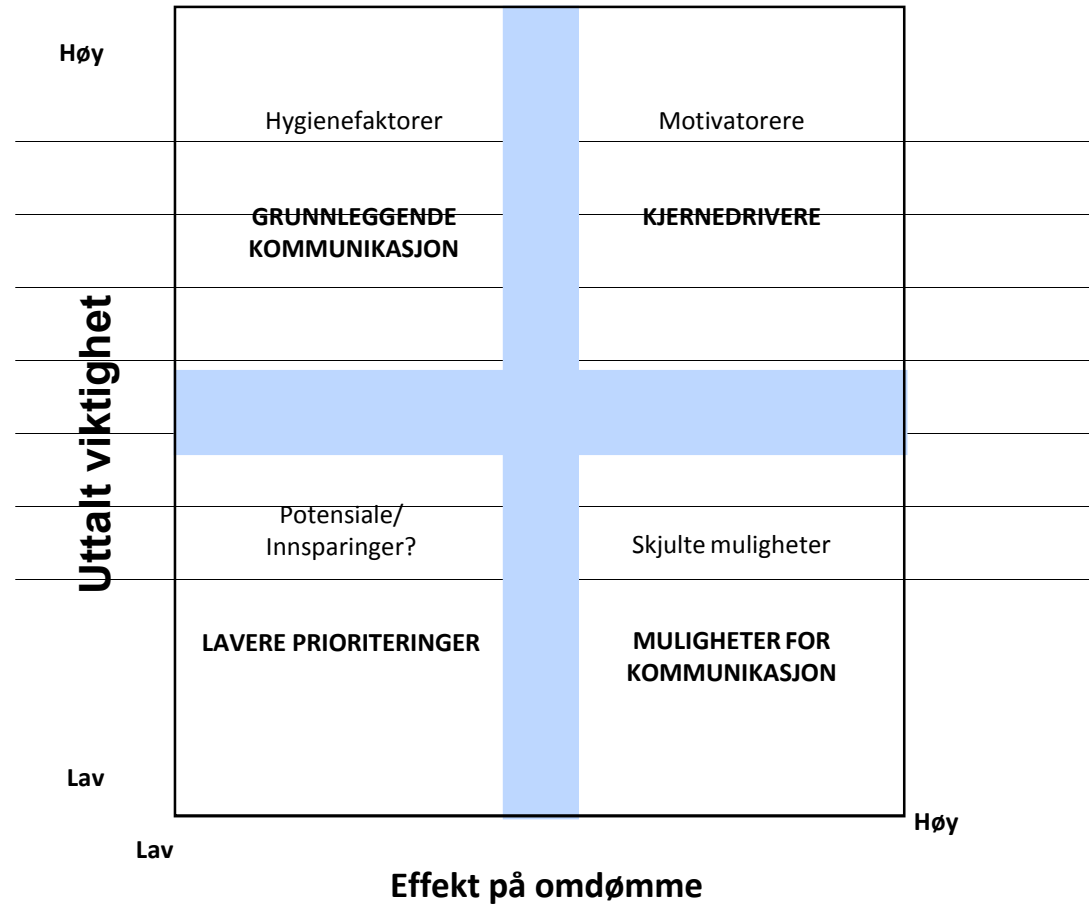 Høy
Hygienefaktorer
Motivatorere
GRUNNLEGGENDE
KOMMUNIKASJON
KJERNEDRIVERE
Uttalt viktighet
Potensiale/
Innsparinger?
Skjulte muligheter
LAVERE PRIORITERINGER
MULIGHETER FOR
KOMMUNIKASJON
Lav
Høy
Lav
Effekt på omdømme